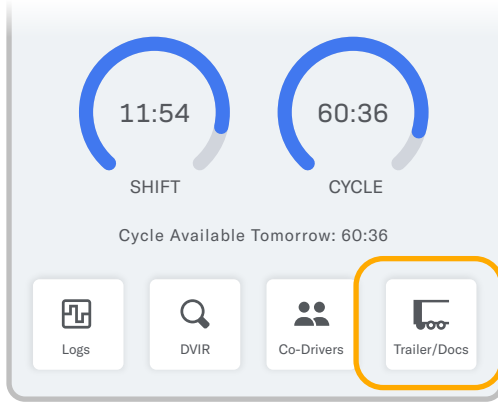 11:54
60:36
SHIFT
CYCLE
Cycle Available Tomorrow: 60:36
Logs
DVIR
Co-Drivers
Trailer/Docs